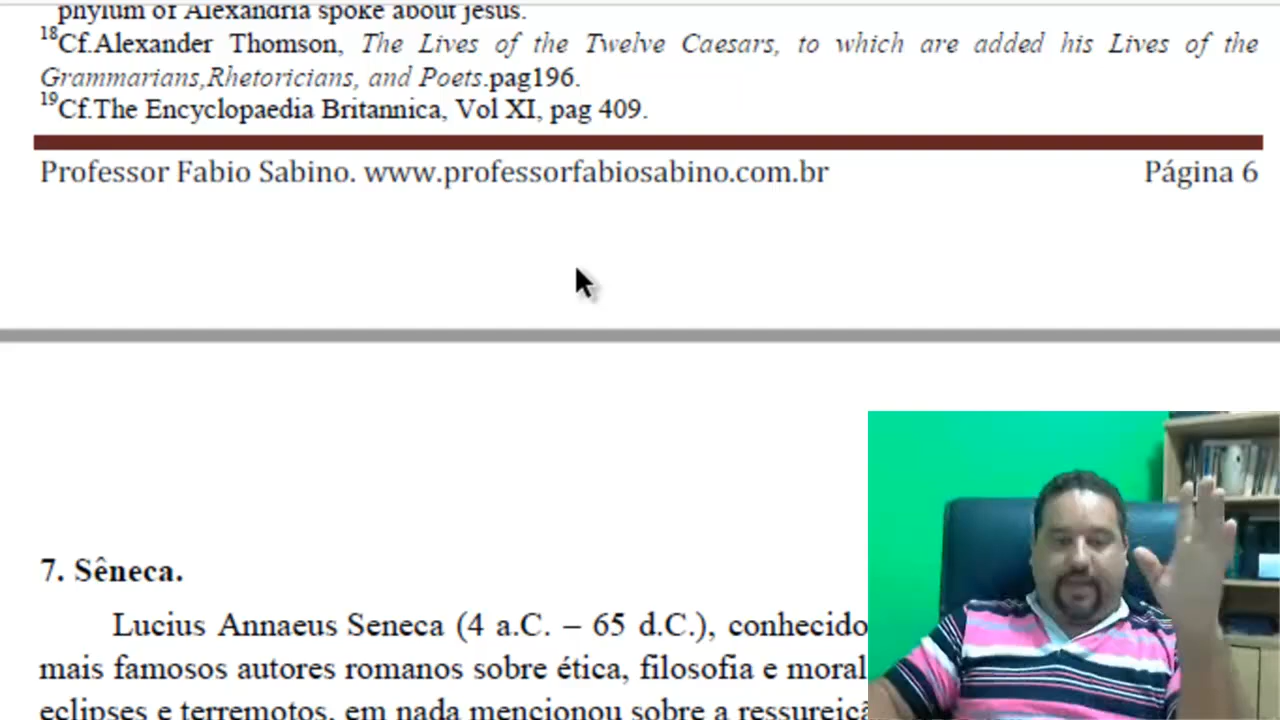 phylum of Alexandria spoke about jesus.
18Cf.Alexander Thomson, The Lives of the Twelve Caesars, to which are added his Lives of the
Grammarians,Rhetoricians, and Poets.pag196.
19Cf.The Encyclopaedia Britannica, Vol XI, pag 409.
Professor Fabio Sabino. www.professorfabiosabino.com.br Página 6
7. Sêneca.
Lucius Annaeus Seneca (4 a.C. – 65 d.C.), conhecido
mais famosos autores romanos sobre ética, filosofia e moral
eclipses e terremotos, em nada mencionou sobre a